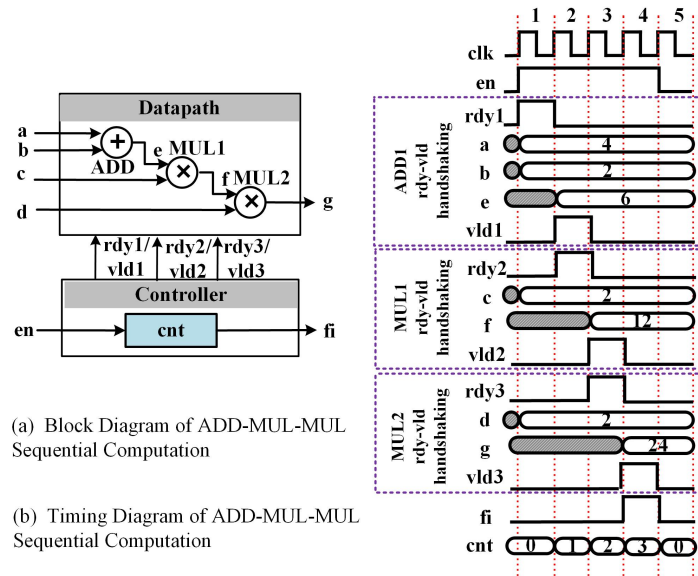 Datapath
a
b
c
d
+
ADD
e
MUL1
×
f
MUL2
×
g
rdy1/
vld1
rdy2/
vld2
rdy3/
vld3
Controller
en
cnt
fi
(a) Block Diagram of ADD-MUL-MUL
Sequential Computation
(b) Timing Diagram of ADD-MUL-MUL
Sequential Computation
1 2 3 4 5
clk
en
ADD1
rdy-vld
handshaking
rdy1
a 4
b 2
e 6
vld1
MUL1
rdy-vld
handshaking
rdy2
c 2
f 12
vld2
MUL2
rdy-vld
handshaking
rdy3
d 2
g 24
vld3
fi
cnt 0 1 2 3 0